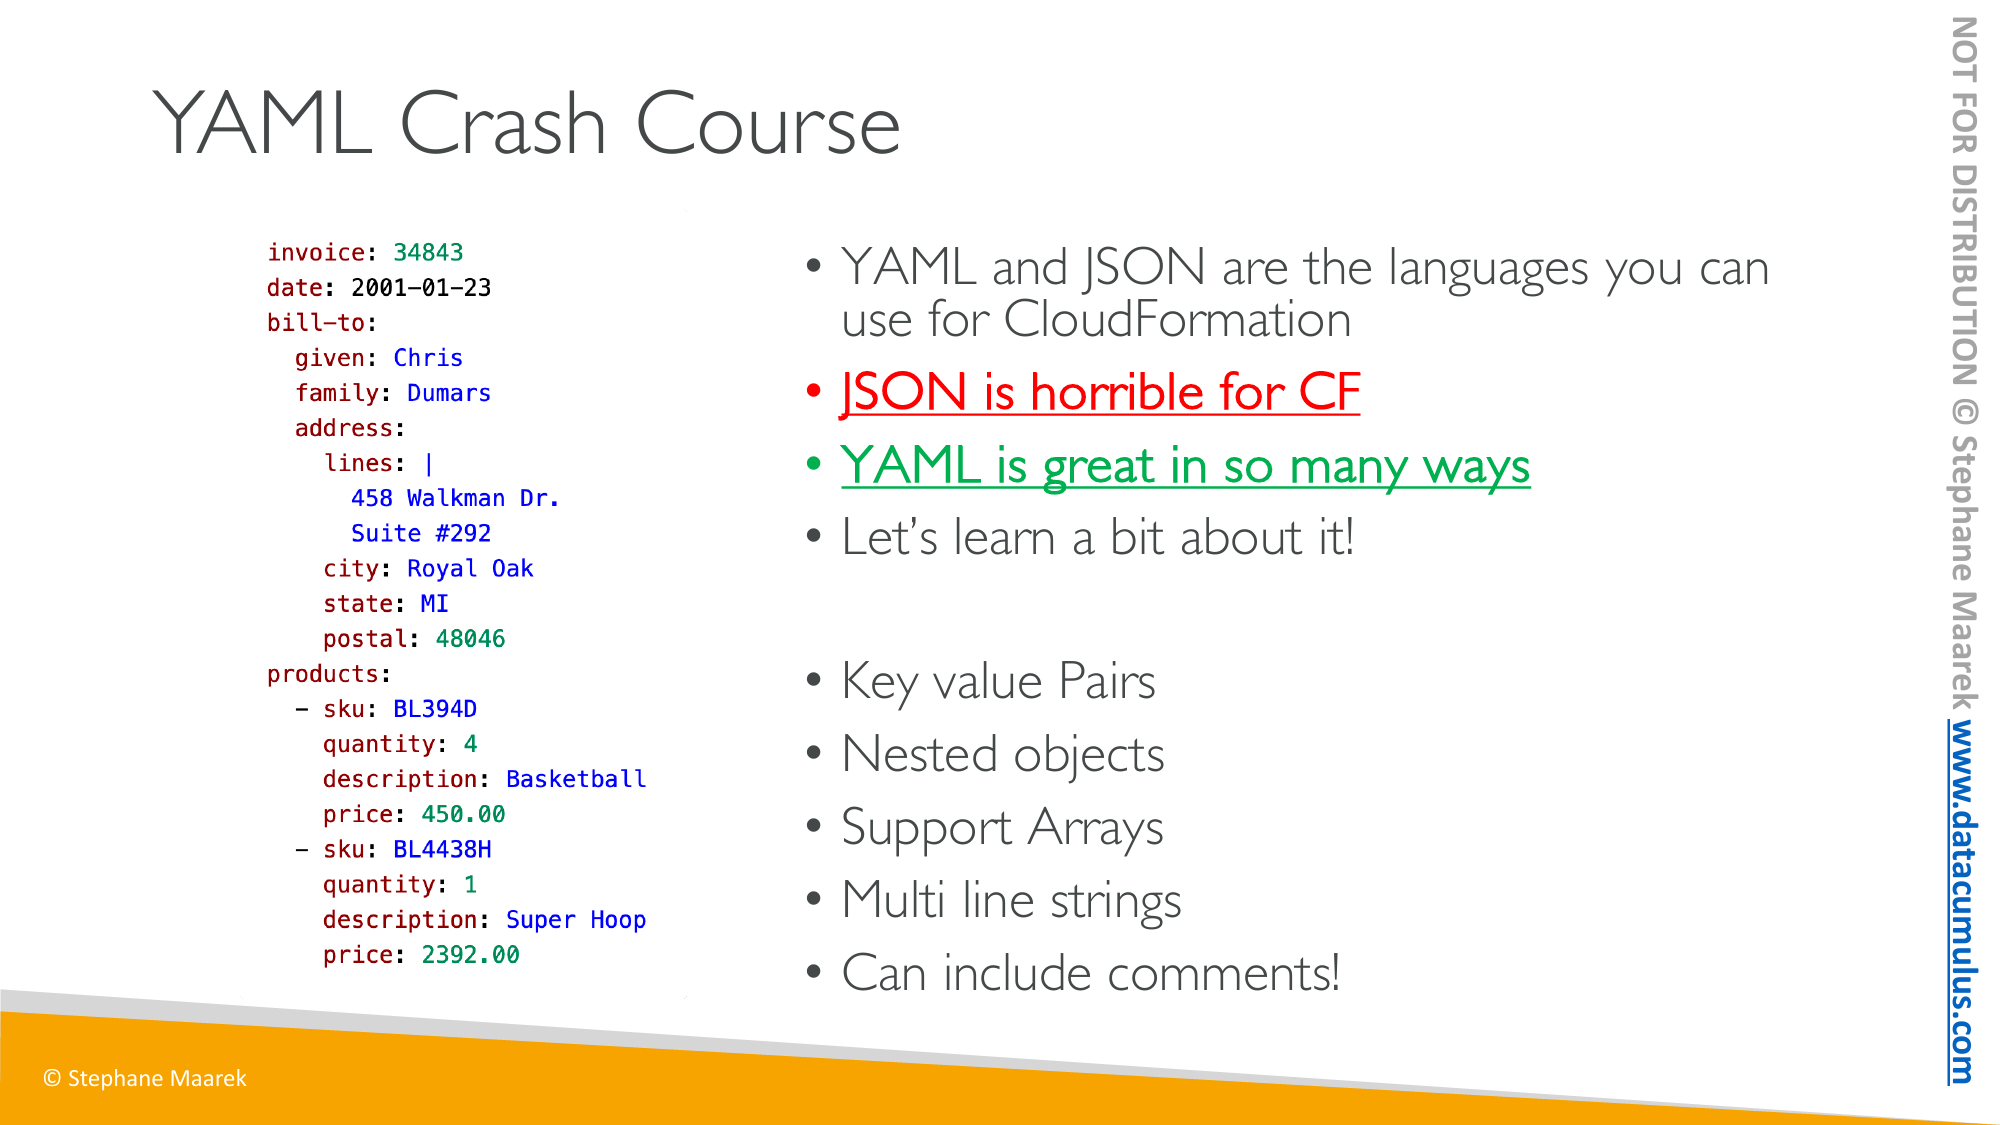 YAML Crash Course
invoice: 34843
date: 2001-01-23
bill-to:
  given: Chris
  family: Dumars
  address:
    lines: |
      458 Walkman Dr.
      Suite #292
    city: Royal Oak
    state: MI
    postal: 48046
products:
  - sku: BL394D
    quantity: 4
    description: Basketball
    price: 450.00
  - sku: BL4438H
    quantity: 1
    description: Super Hoop
    price: 2392.00
• YAML and JSON are the languages you can
use for CloudFormation
• JSON is horrible for CF
• YAML is great in so many ways
• Let’s learn a bit about it!
• Key value Pairs
• Nested objects
• Support Arrays
• Multi line strings
• Can include comments!
© Stephane Maarek
NOT FOR DISTRIBUTION © Stephane Maarek www.datacumulus.com